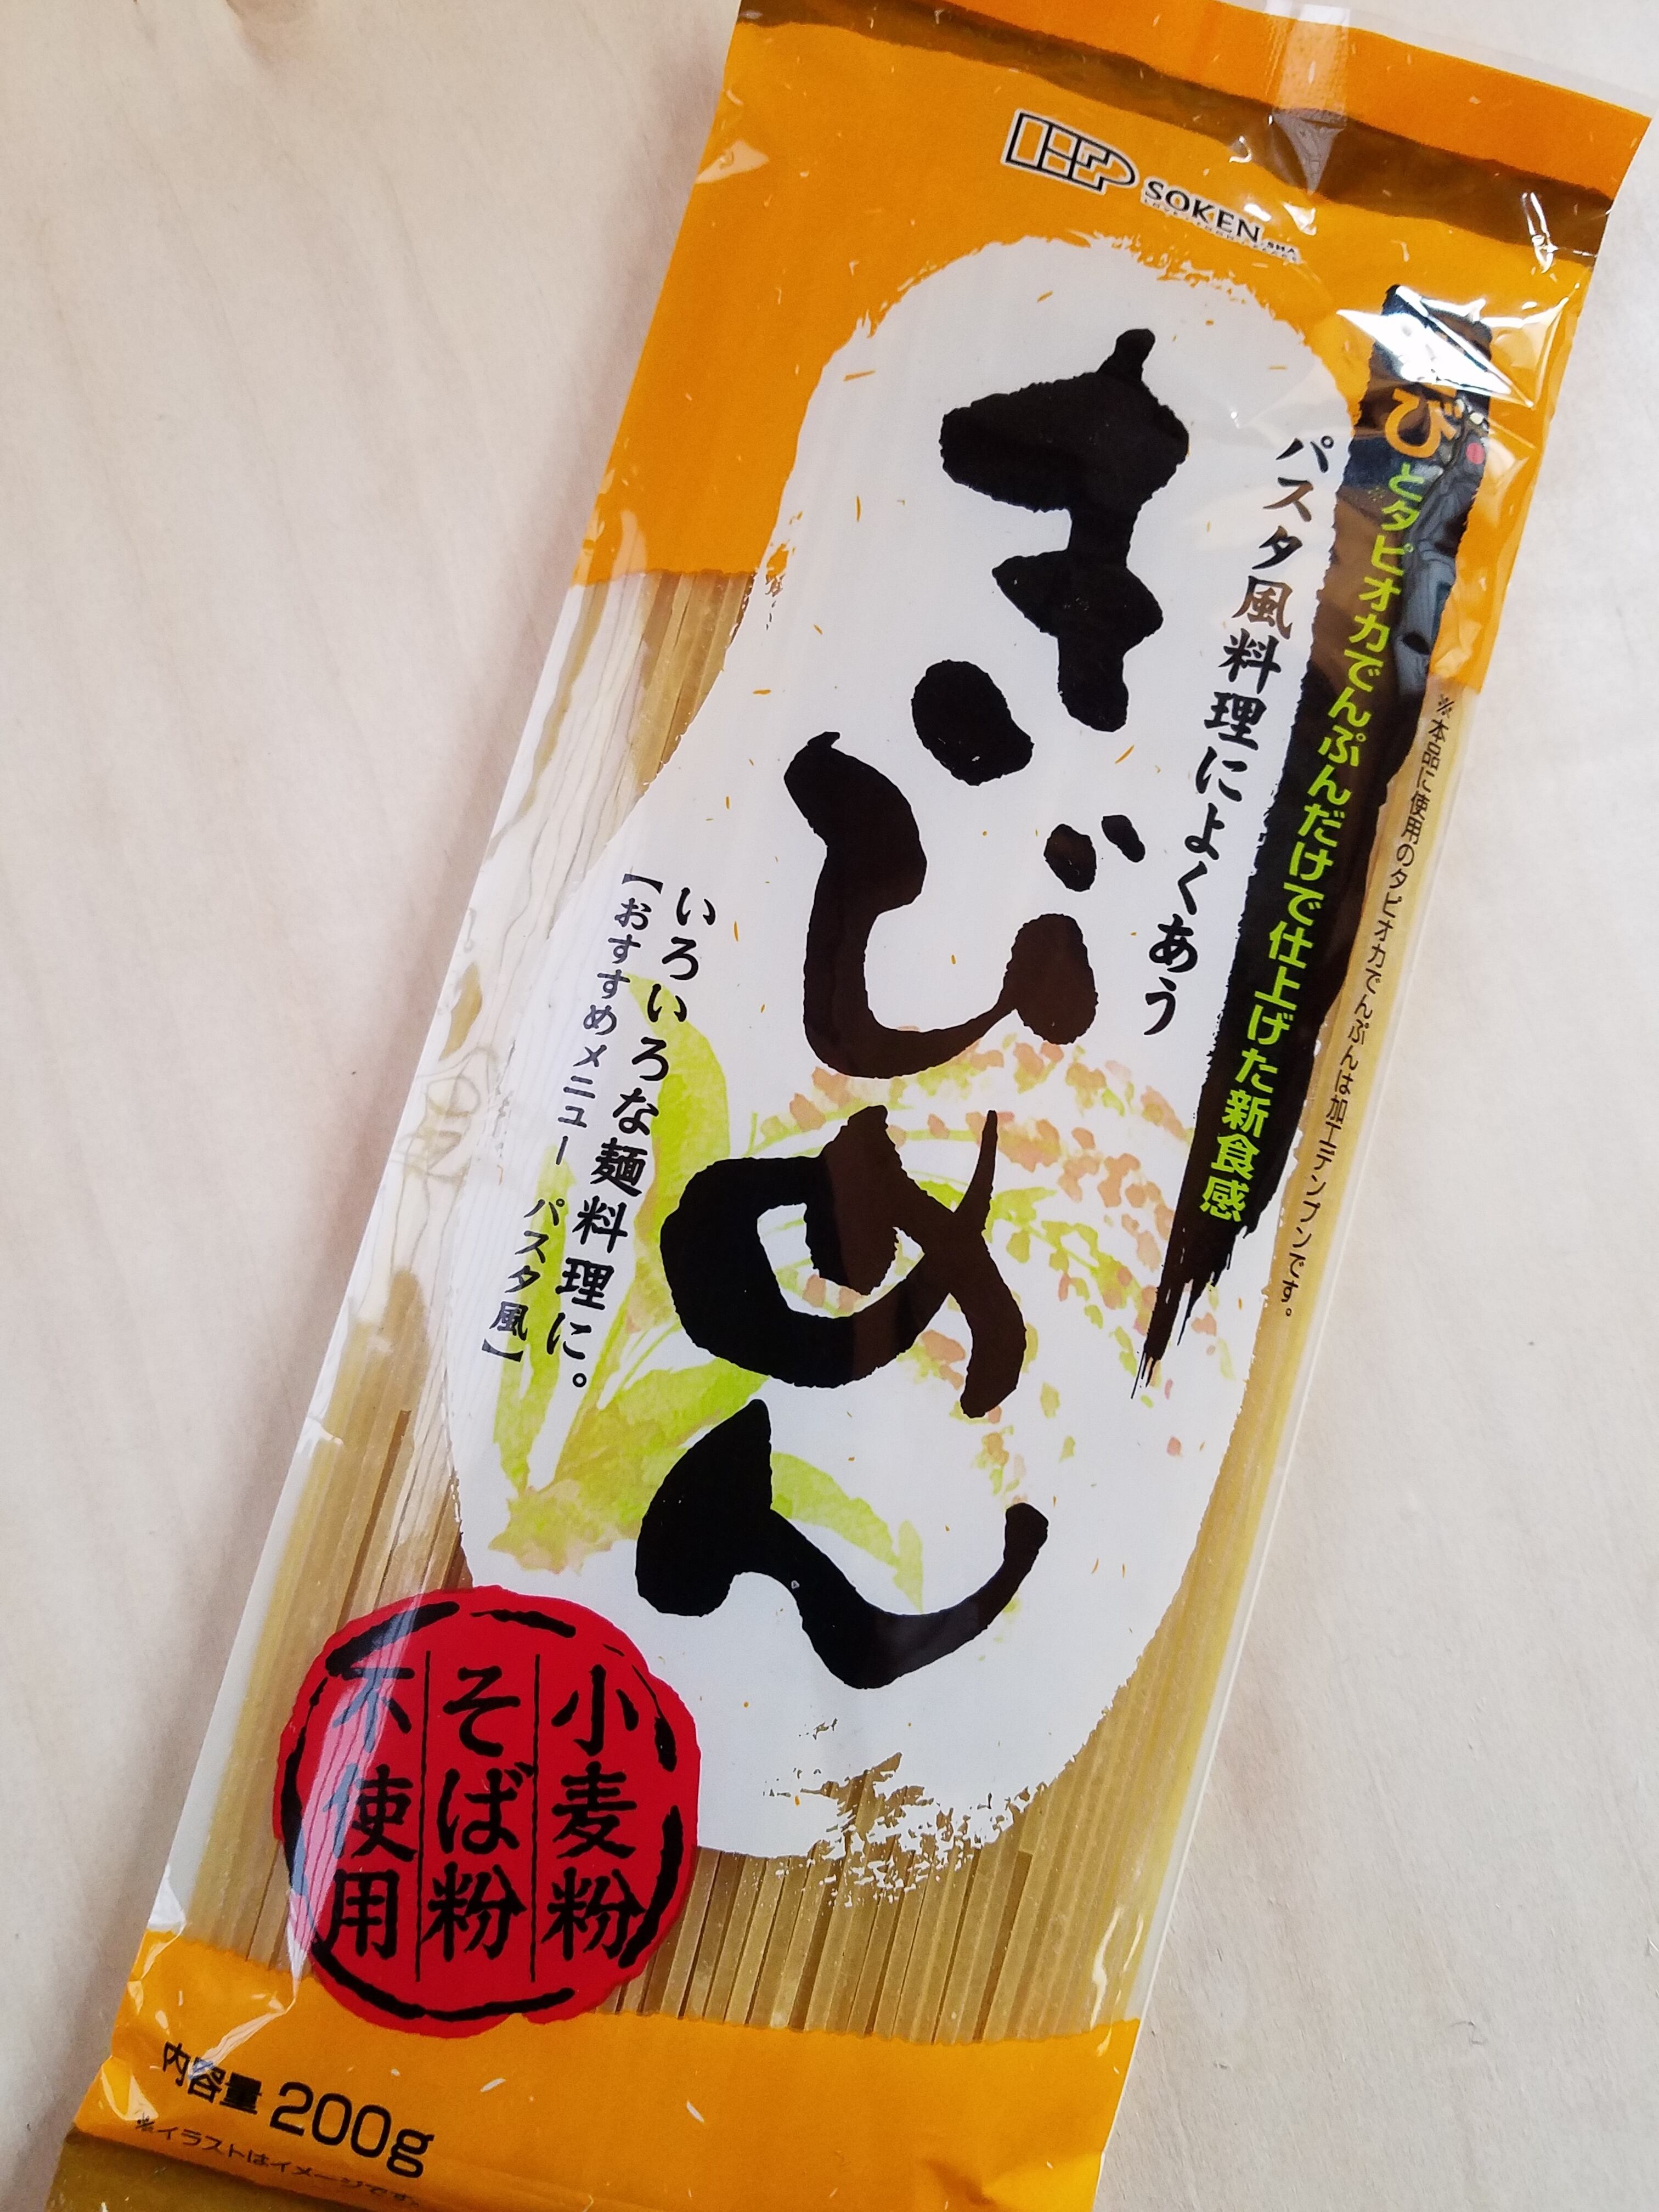 SOKEN SHA
びとタピオカでんぷんだけで仕上げた新食感
※本品に使用のタピオカでんぷんは加工デンプンです。
パスタ風料理によくあう
きびめん
いろいろな麺料理に。
【おすすめメニュー パスタ風】
小麦粉
そば粉
不使用
内容量 200g
※イラストはイメージです。